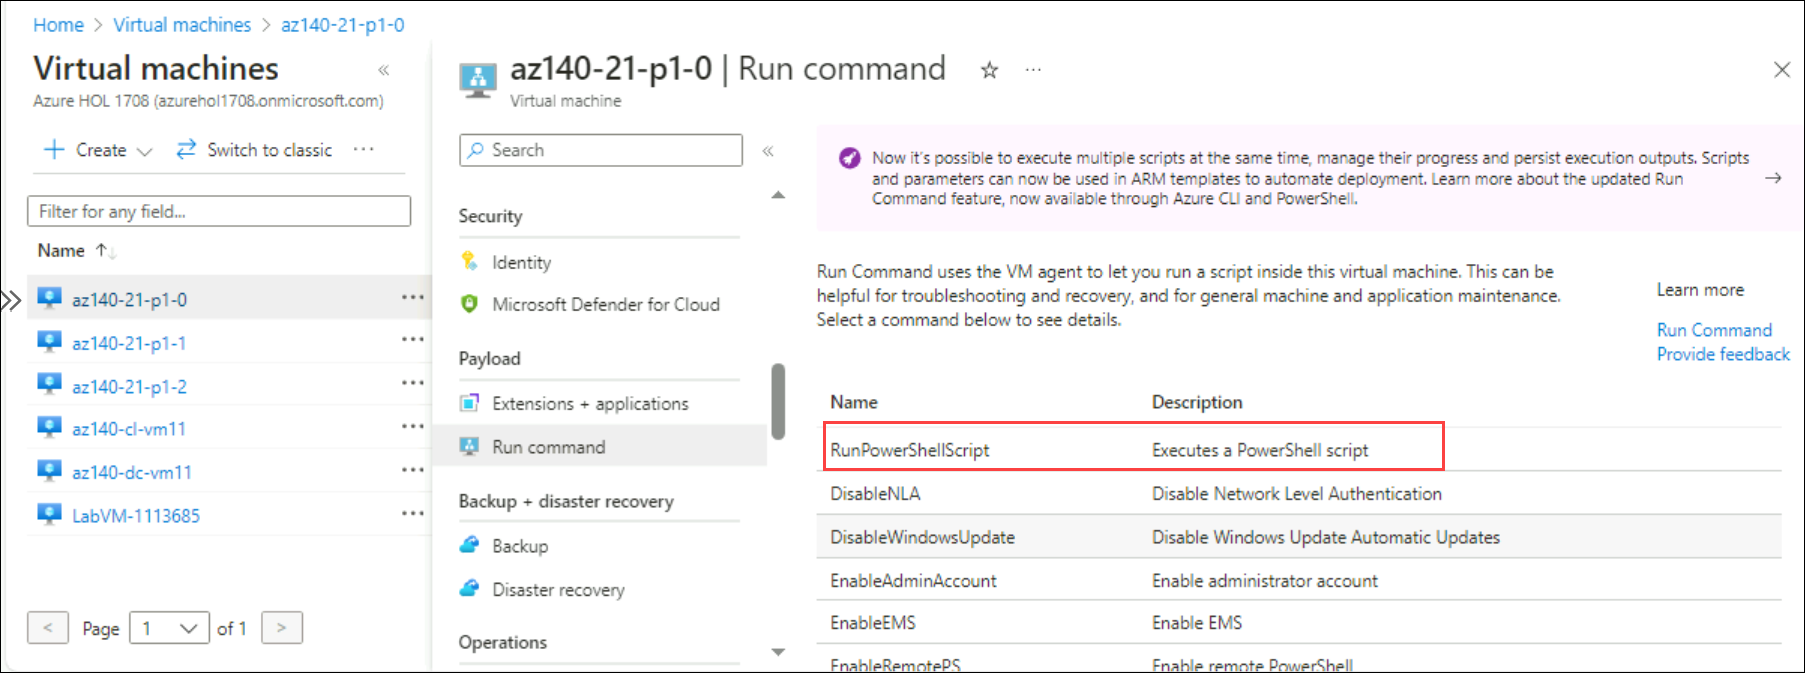 Home > Virtual machines > az140-21-p1-0
Virtual machines
Azure HOL 1708 (azurehol1708.onmicrosoft.com)
Create
Switch to classic
Filter for any field...
Name
az140-21-p1-0
az140-21-p1-1
az140-21-p1-2
az140-cl-vm11
az140-dc-vm11
LabVM-1113685
< Page 1 of 1 >
az140-21-p1-0 | Run command
Virtual machine
Search
Security
Identity
Microsoft Defender for Cloud
Payload
Extensions + applications
Run command
Backup + disaster recovery
Backup
Disaster recovery
Operations
Now it's possible to execute multiple scripts at the same time, manage their progress and persist execution outputs. Scripts
and parameters can now be used in ARM templates to automate deployment. Learn more about the updated Run
Command feature, now available through Azure CLI and PowerShell.
Run Command uses the VM agent to let you run a script inside this virtual machine. This can be
helpful for troubleshooting and recovery, and for general machine and application maintenance.
Select a command below to see details.
Learn more
Run Command
Provide feedback
Name Description
RunPowerShellScript Executes a PowerShell script
DisableNLA Disable Network Level Authentication
DisableWindowsUpdate Disable Windows Update Automatic Updates
EnableAdminAccount Enable administrator account
EnableEMS Enable EMS
EnableRemotePS Enable remote PowerShell